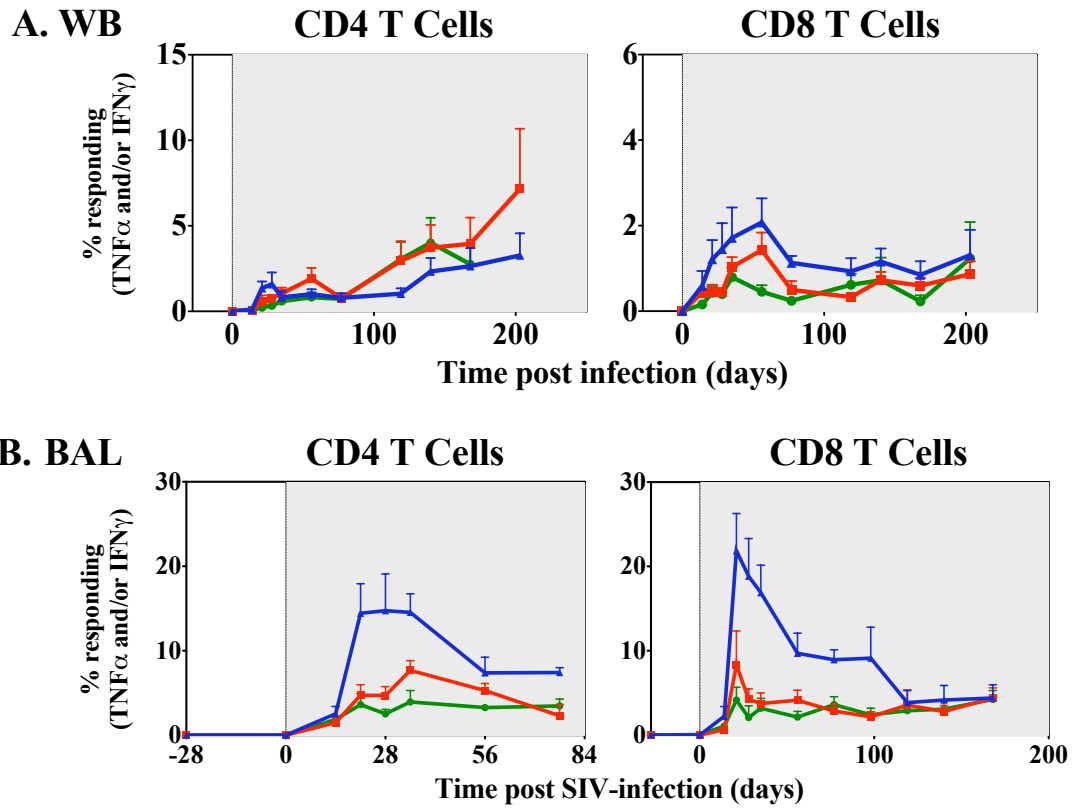 A. WB
CD4 T Cells
CD8 T Cells
% responding
(TNFα and/or IFNγ)
15
10
5
0
0
100
200
6
4
2
0
0
100
200
Time post infection (days)
B. BAL
CD4 T Cells
CD8 T Cells
% responding
(TNFα and/or IFNγ)
30
20
10
0
-28
0
28
56
84
30
20
10
0
0
100
200
Time post SIV-infection (days)